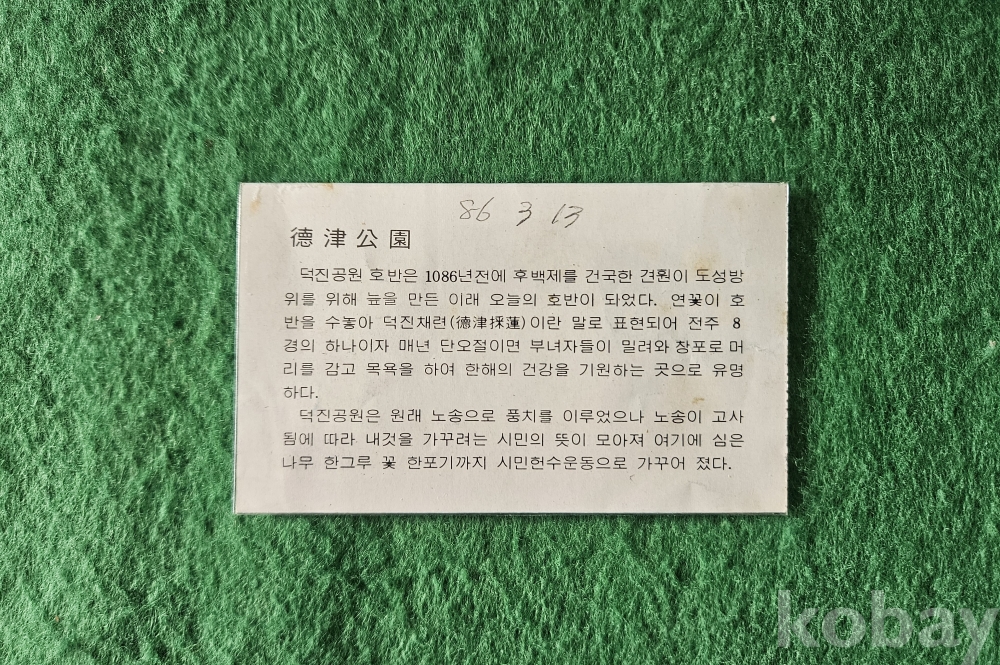 86 3 13
德津公園
덕진공원 호반은 1086년전에 후백제를 건국한 견훤이 도성방
위를 위해 늪을 만든 이래 오늘의 호반이 되었다. 연꽃이 호
반을 수놓아 덕진채련(德津採蓮)이란 말로 표현되어 전주 8
경의 하나이자 매년 단오절이면 부녀자들이 밀려와 창포로 머
리를 감고 목욕을 하여 한해의 건강을 기원하는 곳으로 유명
하다.
덕진공원은 원래 노송으로 풍치를 이루었으나 노송이 고사
됨에 따라 내것을 가꾸려는 시민의 뜻이 모아져 여기에 심은
나무 한그루 꽃 한포기까지 시민헌수운동으로 가꾸어 졌다.
kobay